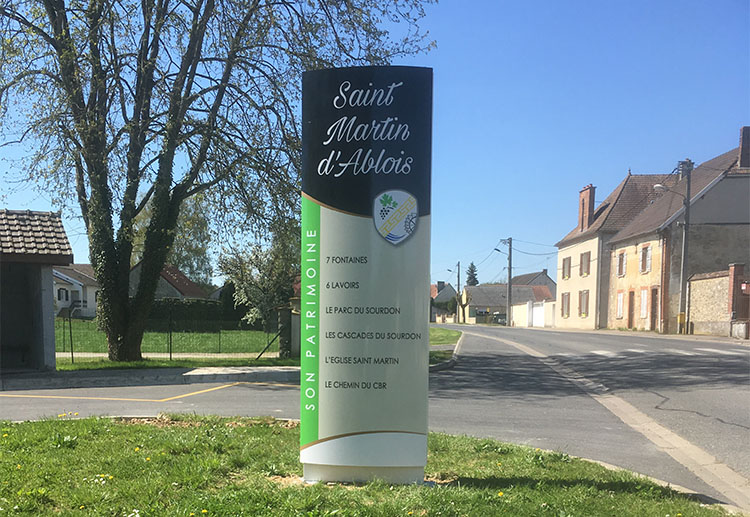 Saint
Martin
d'Ablois
SON PATRIMOINE
7 FONTAINES
6 LAVOIRS
LE PARC DU SOURDON
LES CASCADES DU SOURDON
L'EGLISE SAINT MARTIN
LE CHEMIN DU CBR